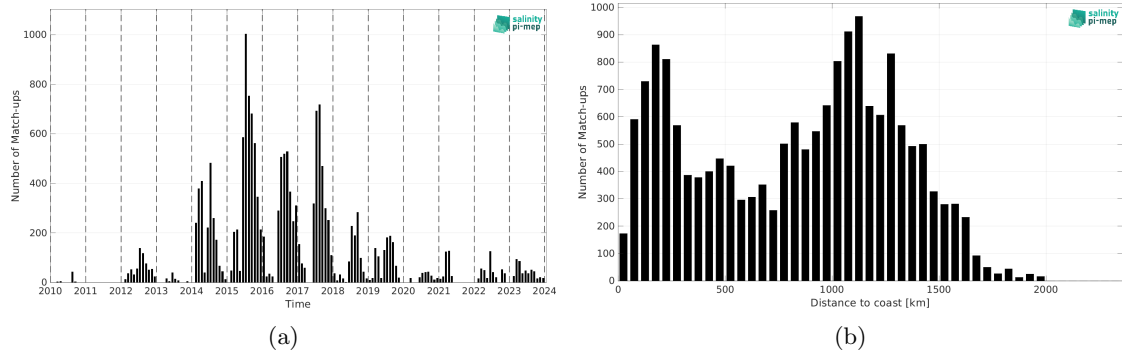 salinity
pi-mep
1000
800
600
400
200
0
Number of Match-ups
2010 2011 2012 2013 2014 2015 2016 2017 2018 2019 2020 2021 2022 2023 2024
Time
(a)
salinity
pi-mep
1000
900
800
700
600
500
400
300
200
100
0
Number of Match-ups
0 500 1000 1500 2000
Distance to coast [km]
(b)